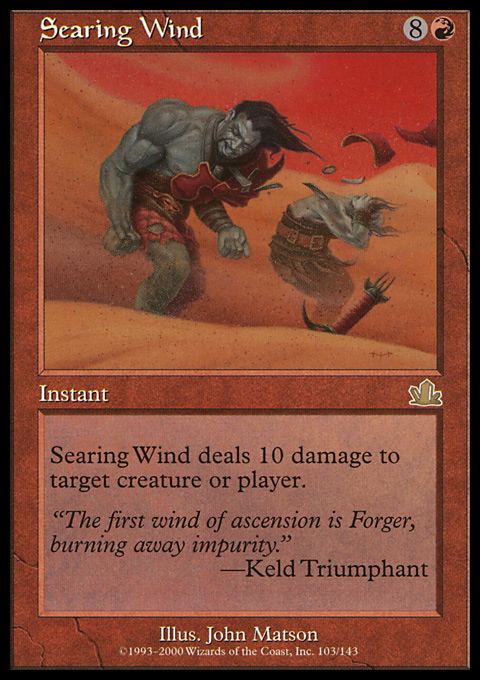 Searing Wind 8
Instant
Searing Wind deals 10 damage to
target creature or player.
“The first wind of ascension is Forger,
burning away impurity.”
—Keld Triumphant
Illus. John Matson
©1993–2000 Wizards of the Coast, Inc. 103/143